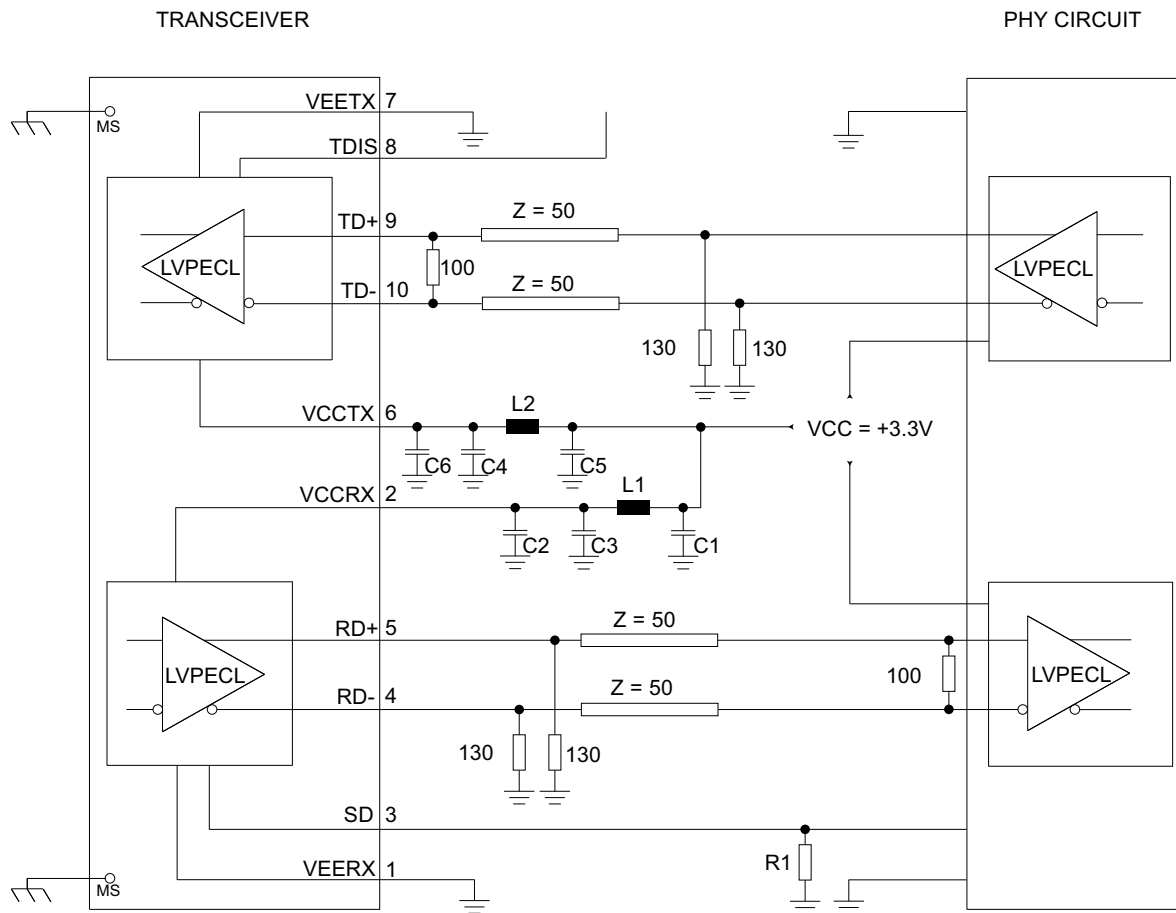 TRANSCEIVER
PHY CIRCUIT
VEETX 7
MS
TDIS 8
Z = 50
TD+ 9
LVPECL
100
LVPECL
TD- 10
Z = 50
130
130
L2
VCCTX 6
VCC = +3.3V
C6
C4
C5
VCCRX 2
L1
C2
C3
C1
RD+ 5
Z = 50
LVPECL
100
LVPECL
RD- 4
Z = 50
130
130
SD 3
R1
VEERX 1
MS